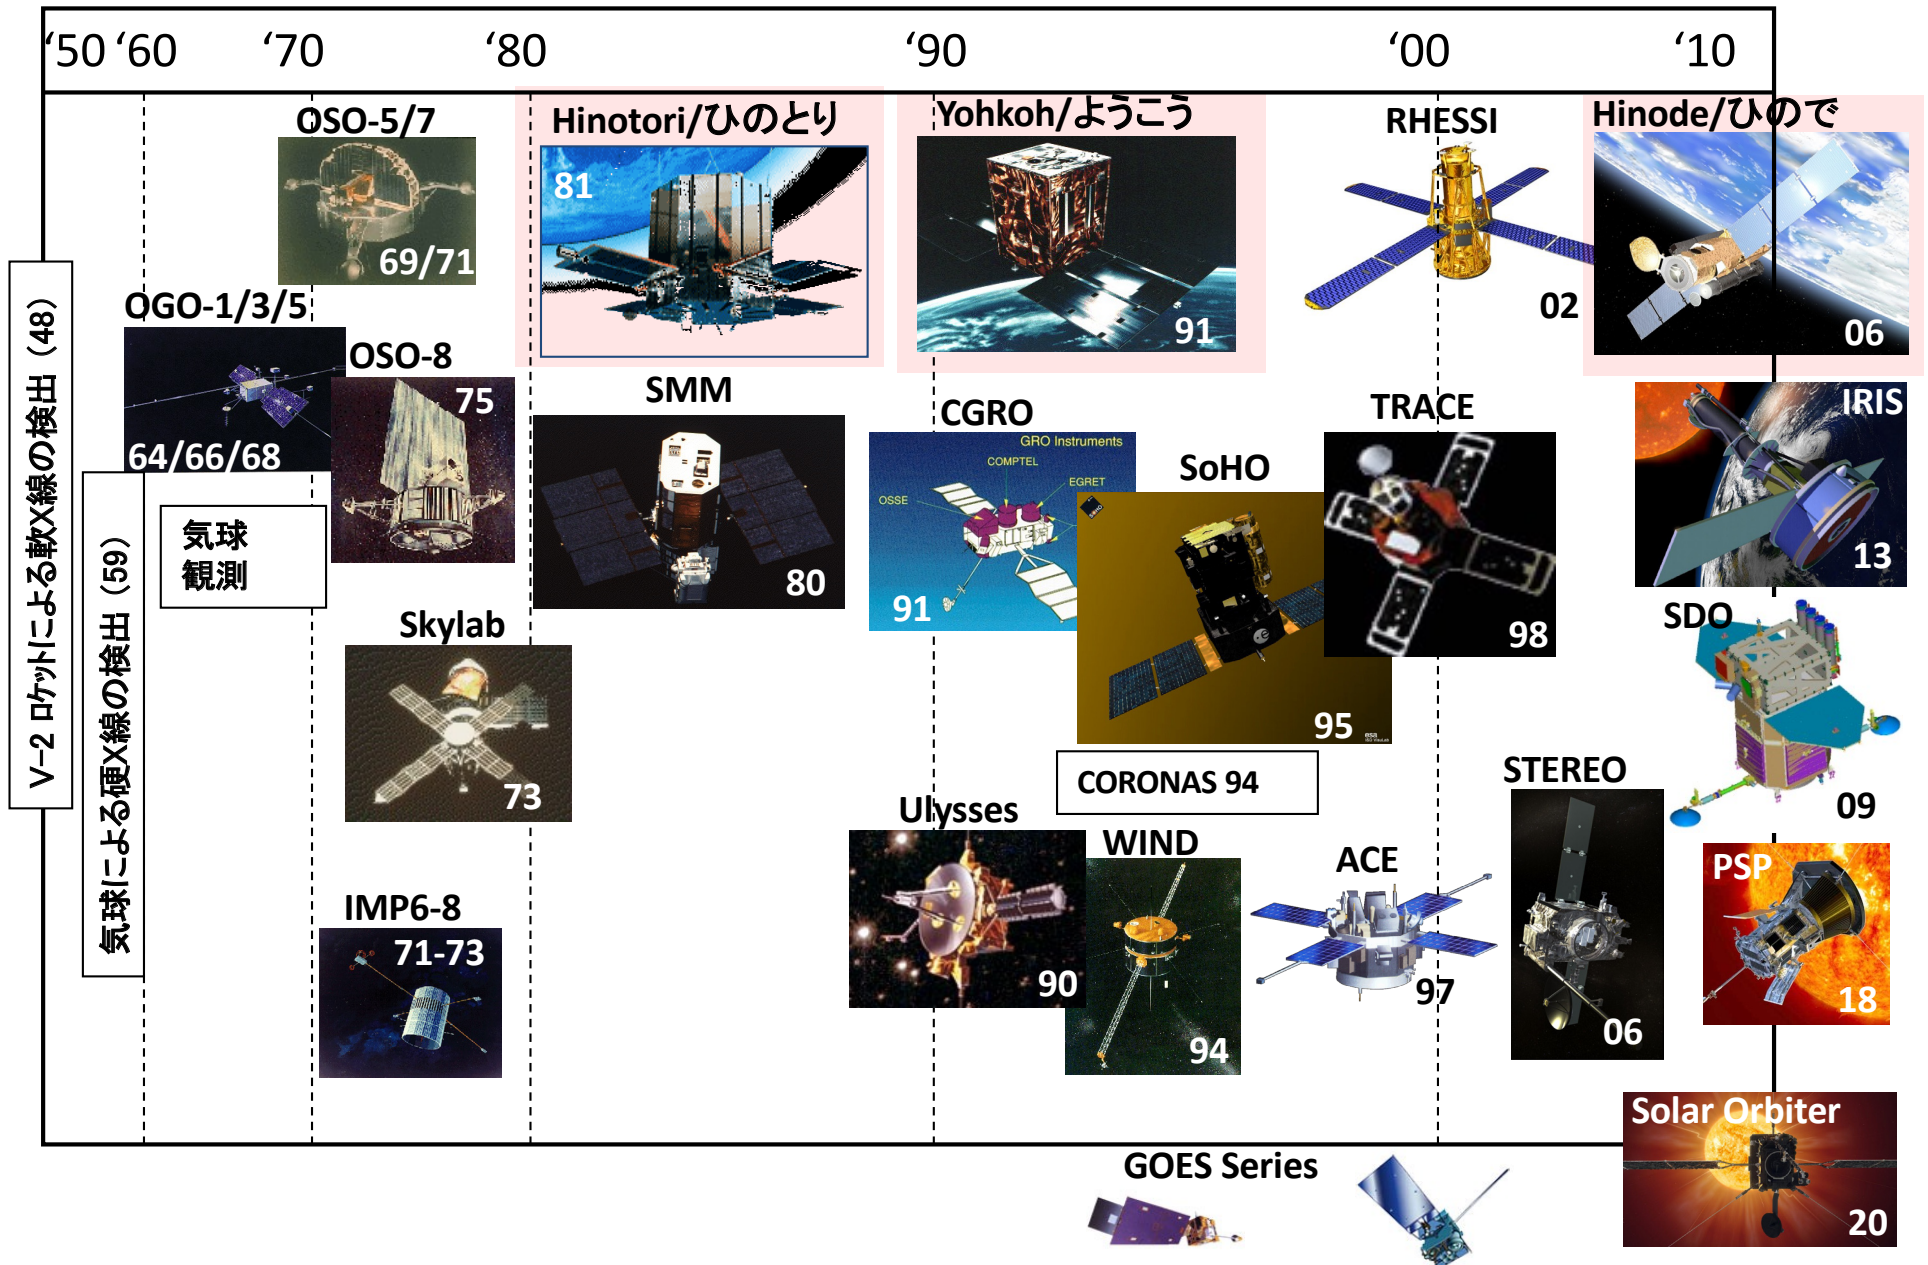 ‘50 ‘60 ‘70 ‘80 ‘90 ‘00 ‘10
OSO-5/7
69/71
Hinotori/ひのとり
81
Yohkoh/ようこう
91
RHESSI
02
Hinode/ひので
06
V-2 ロケットによる軟X線の検出 (48)
気球による硬X線の検出 (59)
OGO-1/3/5
64/66/68
気球
観測
OSO-8
75
SMM
80
CGRO
GRO Instruments
COMPTEL
EGRET
OSSE
91
SoHO
SOHO
95
esa
TRACE
98
IRIS
13
Skylab
73
CORONAS 94
STEREO
06
SDO
09
IMP6-8
71-73
Ulysses
90
WIND
94
ACE
97
PSP
18
Solar Orbiter
20
GOES Series